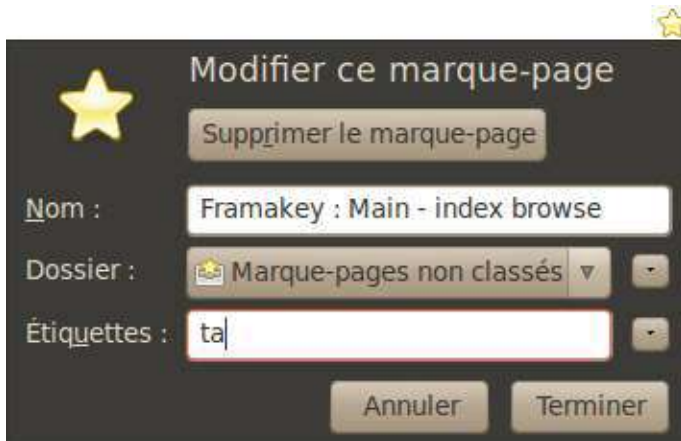 Modifier ce marque-page
Supprimer le marque-page
Nom : Framakey : Main - index browse
Dossier : Marque-pages non classés
Étiquettes : ta
Annuler Terminer